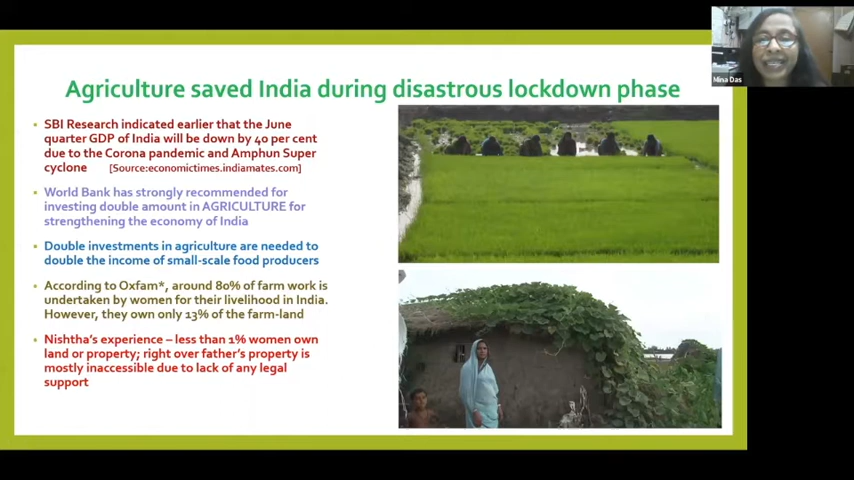 Mina Das
Agriculture saved India during disastrous lockdown phase
SBI Research indicated earlier that the June
quarter GDP of India will be down by 40 per cent
due to the Corona pandemic and Amphun Super
cyclone [Source:economictimes.indiamates.com]
World Bank has strongly recommended for
investing double amount in AGRICULTURE for
strengthening the economy of India
Double investments in agriculture are needed to
double the income of small-scale food producers
According to Oxfam*, around 80% of farm work is
undertaken by women for their livelihood in India.
However, they own only 13% of the farm-land
Nishtha's experience – less than 1% women own
land or property; right over father's property is
mostly inaccessible due to lack of any legal
support